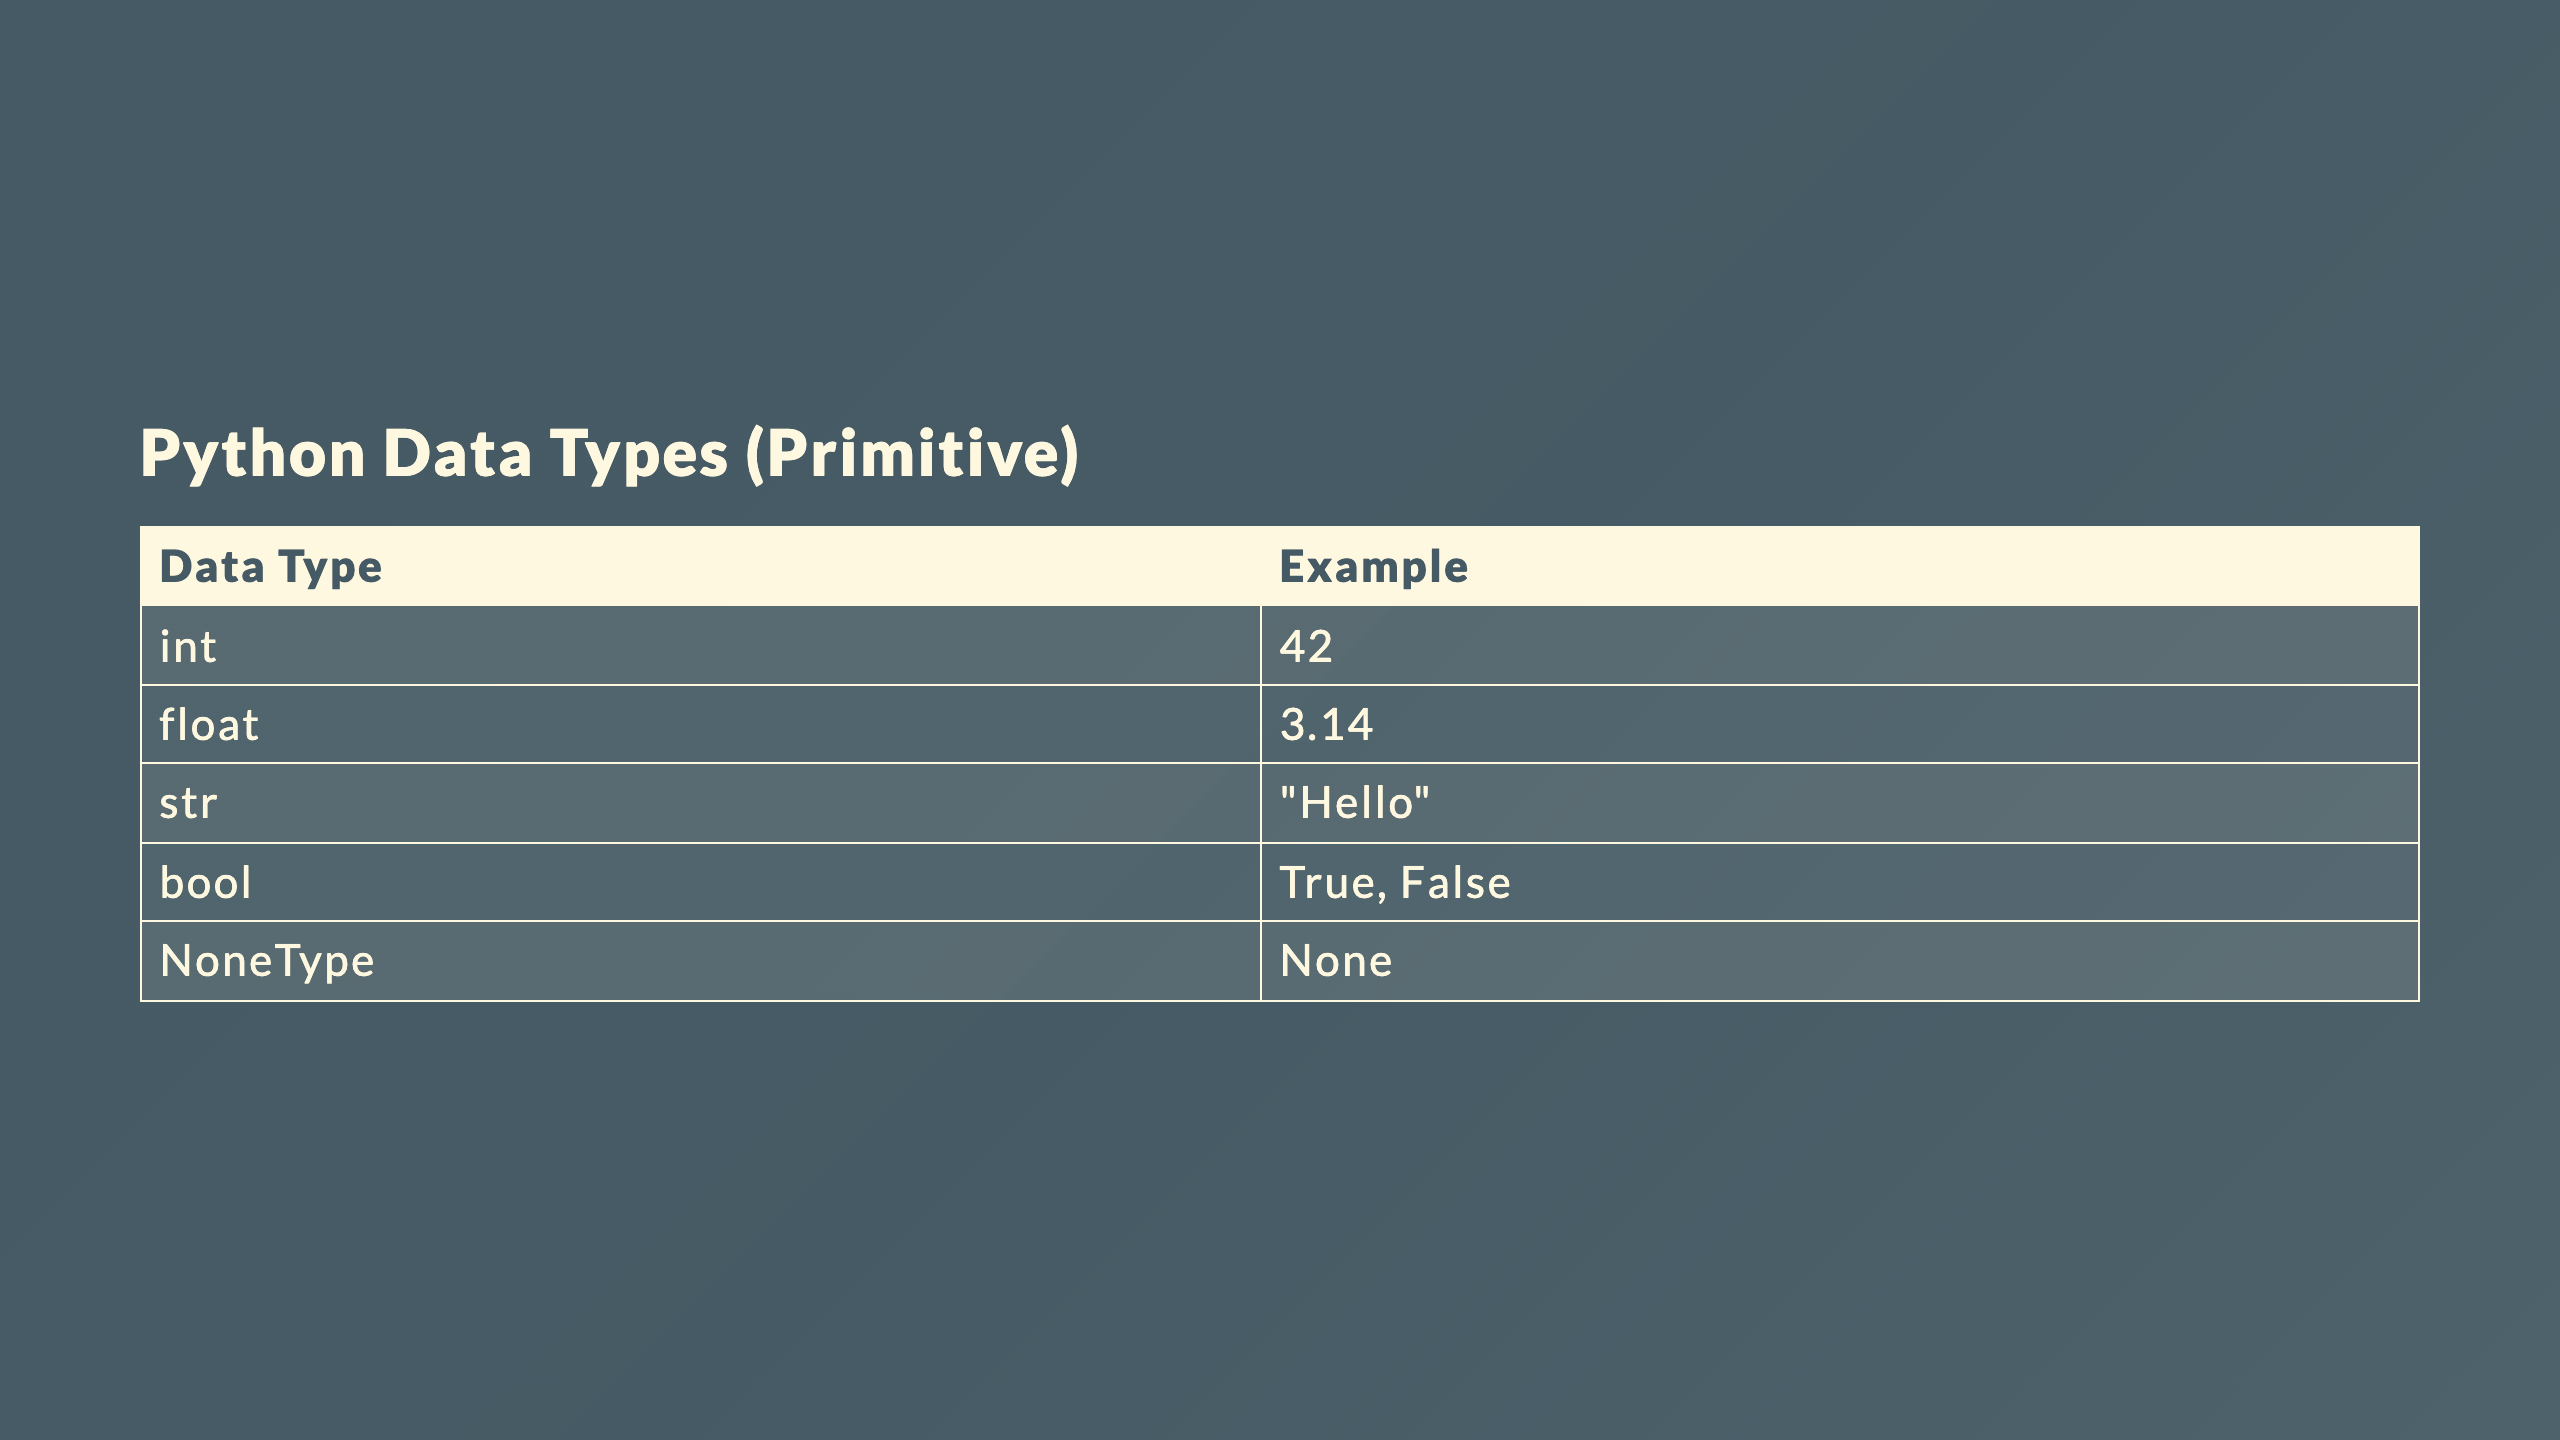 Python Data Types (Primitive)
Data Type Example
int 42
float 3.14
str "Hello"
bool True, False
NoneType None